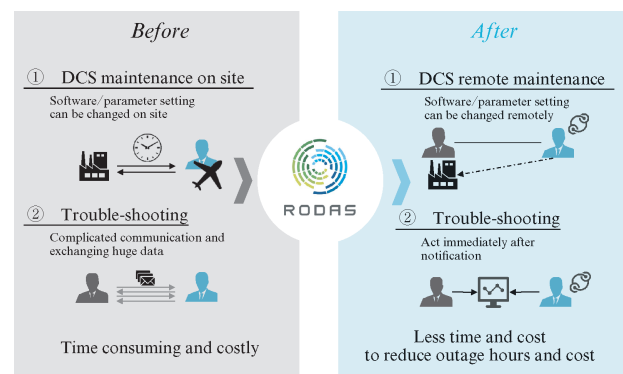 Before
① DCS maintenance on site
Software/parameter setting
can be changed on site
② Trouble-shooting
Complicated communication and
exchanging huge data
Time consuming and costly
RODAS
After
① DCS remote maintenance
Software/parameter setting
can be changed remotely
② Trouble-shooting
Act immediately after
notification
Less time and cost
to reduce outage hours and cost